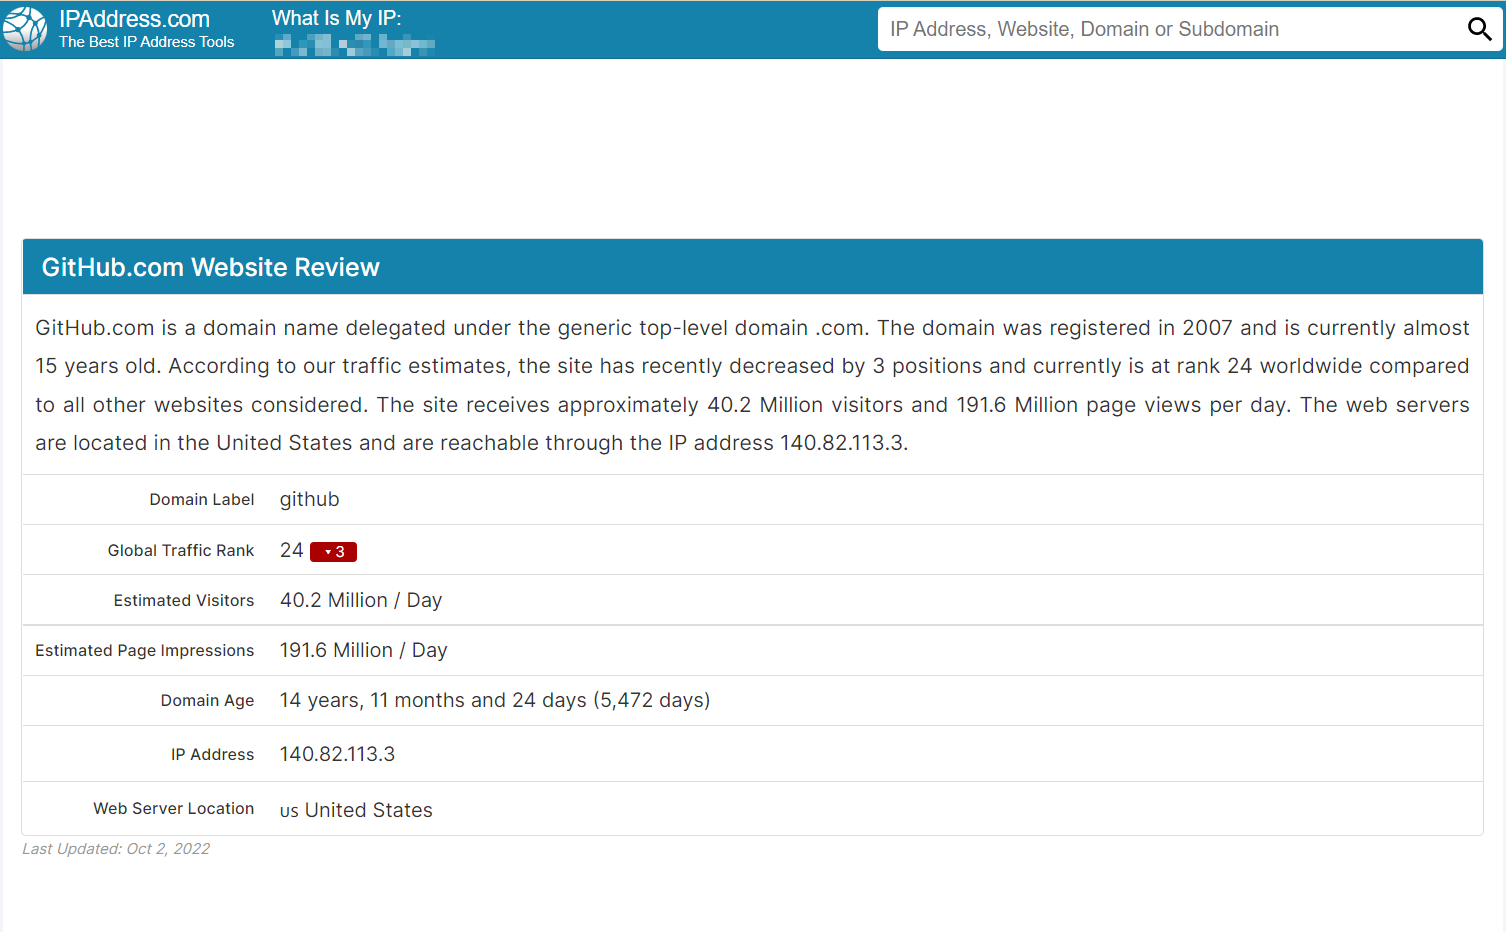 IPAddress.com
The Best IP Address Tools
What Is My IP:
IP Address, Website, Domain or Subdomain
GitHub.com Website Review
GitHub.com is a domain name delegated under the generic top-level domain .com. The domain was registered in 2007 and is currently almost
15 years old. According to our traffic estimates, the site has recently decreased by 3 positions and currently is at rank 24 worldwide compared
to all other websites considered. The site receives approximately 40.2 Million visitors and 191.6 Million page views per day. The web servers
are located in the United States and are reachable through the IP address 140.82.113.3.
Domain Label github
Global Traffic Rank 24 ▼ 3
Estimated Visitors 40.2 Million / Day
Estimated Page Impressions 191.6 Million / Day
Domain Age 14 years, 11 months and 24 days (5,472 days)
IP Address 140.82.113.3
Web Server Location us United States
Last Updated: Oct 2, 2022